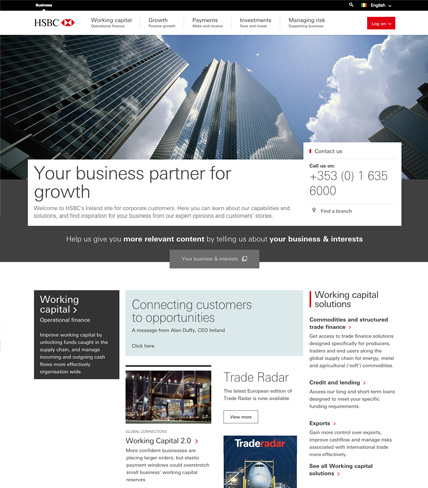 Business
English
HSBC
Working capital
Operational finance
Growth
Finance growth
Payments
Make and receive
Investments
Save and invest
Managing risk
Supporting business
Log on
Contact us
Call us on:
+353 (0) 1 635
6000
Find a branch
Your business partner for
growth
Welcome to HSBC's Ireland site for corporate customers. Here you can learn about our capabilities and
solutions, and find inspiration for your business from our expert opinions and customers' stories.
Help us give you more relevant content by telling us about your business & interests
Your business & interests
Working
capital >
Operational finance
Improve working capital by
unlocking funds caught in the
supply chain, and manage
incoming and outgoing cash
flows more effectively
organisation wide.
Connecting customers
to opportunities
A message from Alan Duffy, CEO Ireland
Click here
GLOBAL CONNECTIONS
Working Capital 2.0 >
More confident businesses are
placing larger orders, but elastic
payment windows could overstretch
small business' working capital
reserves
Trade Radar
The latest European edition of
Trade Radar is now available
View more
Traderadar
Working capital
solutions
Commodities and structured
trade finance >
Get access to trade finance solutions
designed specifically for producers,
traders and end users along the
global supply chain for energy, metal
and agricultural ('soft') commodities.
Credit and lending >
Access our long and short-term loans
designed to meet your specific
funding requirements.
Exports >
Gain more control over exports,
improve cashflow and manage risks
associated with international trade
more effectively.
See all Working capital
solutions >